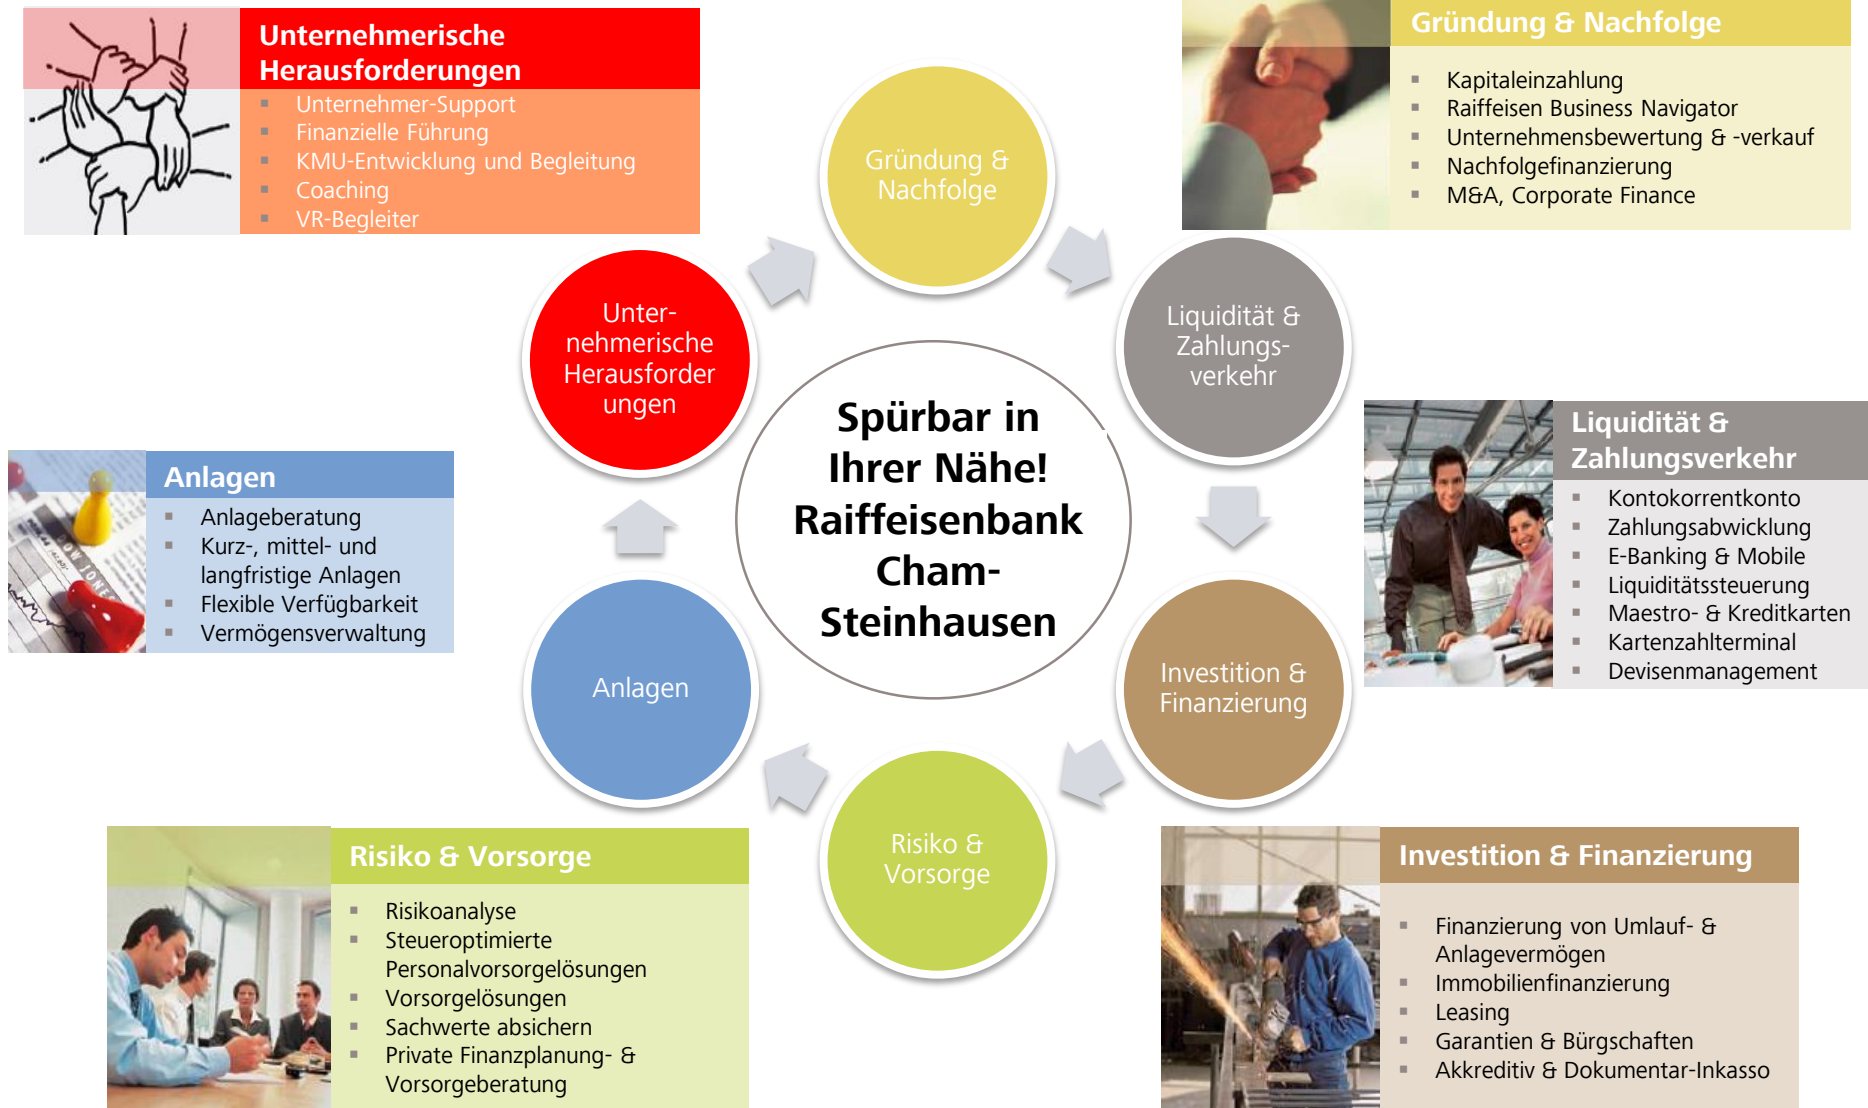 Unternehmerische
Herausforderungen
▪ Unternehmer-Support
▪ Finanzielle Führung
▪ KMU-Entwicklung und Begleitung
▪ Coaching
▪ VR-Begleiter
Gründung & Nachfolge
▪ Kapitaleinzahlung
▪ Raiffeisen Business Navigator
▪ Unternehmensbewertung & -verkauf
▪ Nachfolgefinanzierung
▪ M&A, Corporate Finance
Gründung &
Nachfolge
Liquidität &
Zahlungs-
verkehr
Investition &
Finanzierung
Risiko &
Vorsorge
Anlagen
Unter-
nehmerische
Herausforder
ungen
Spürbar in
Ihrer Nähe!
Raiffeisenbank
Cham-
Steinhausen
Anlagen
▪ Anlageberatung
▪ Kurz-, mittel- und
langfristige Anlagen
▪ Flexible Verfügbarkeit
▪ Vermögensverwaltung
DOW JONES
Liquidität &
Zahlungsverkehr
▪ Kontokorrentkonto
▪ Zahlungsabwicklung
▪ E-Banking & Mobile
▪ Liquiditätssteuerung
▪ Maestro- & Kreditkarten
▪ Kartenzahlterminal
▪ Devisenmanagement
Risiko & Vorsorge
▪ Risikoanalyse
▪ Steueroptimierte
Personalvorsorgelösungen
▪ Vorsorgelösungen
▪ Sachwerte absichern
▪ Private Finanzplanung- &
Vorsorgeberatung
Investition & Finanzierung
▪ Finanzierung von Umlauf- &
Anlagevermögen
▪ Immobilienfinanzierung
▪ Leasing
▪ Garantien & Bürgschaften
▪ Akkreditiv & Dokumentar-Inkasso